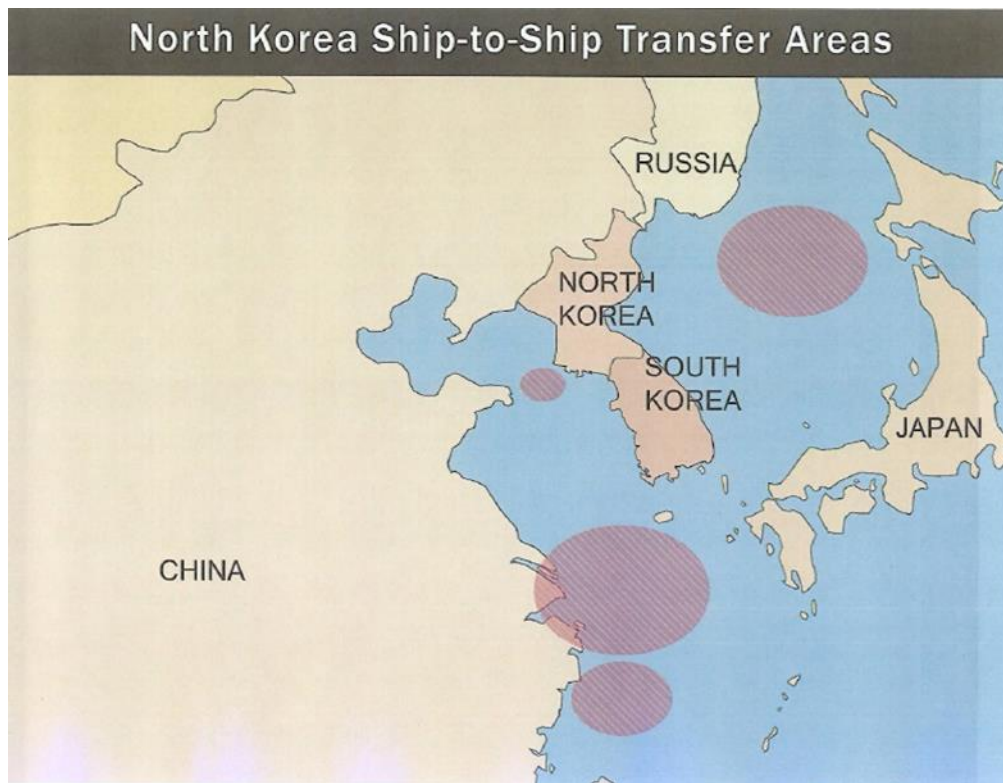 North Korea Ship-to-Ship Transfer Areas
RUSSIA
NORTH
KOREA
SOUTH
KOREA
JAPAN
CHINA